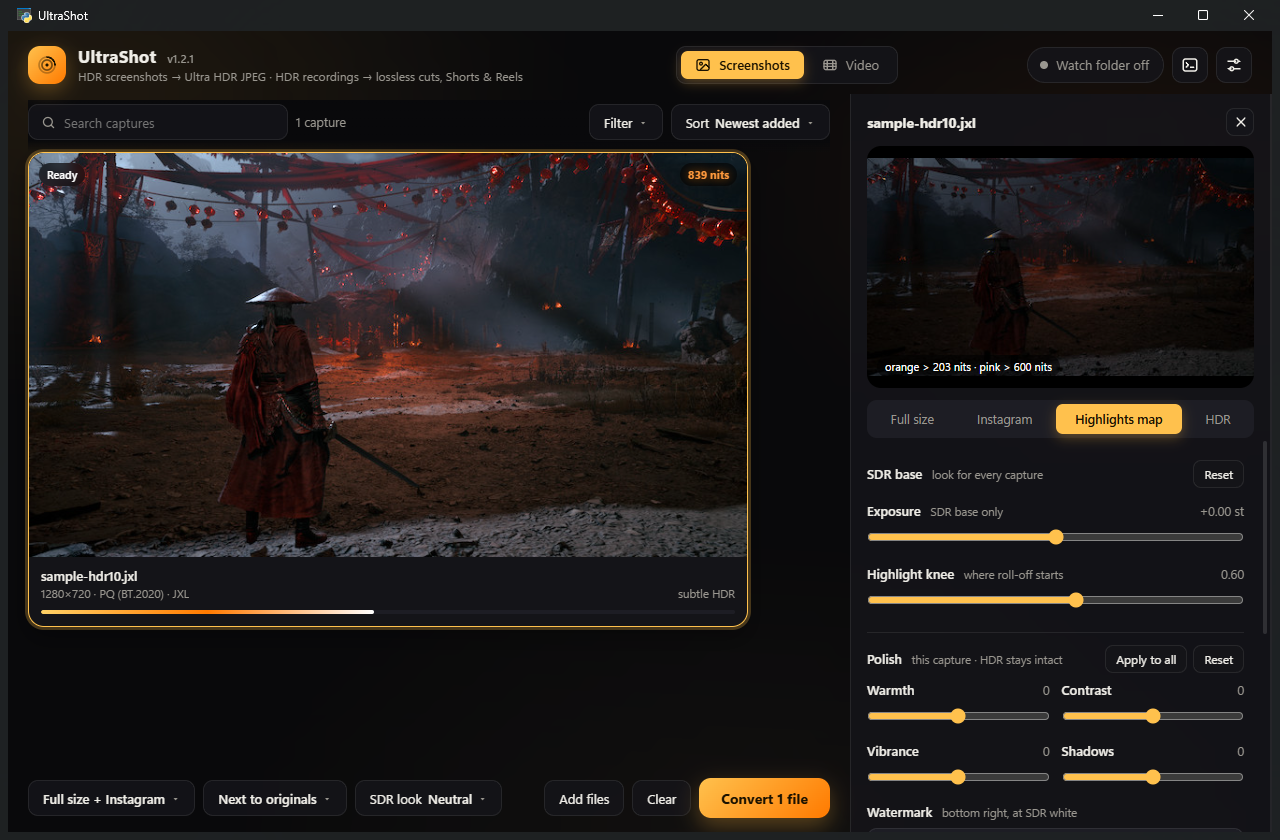 UltraShot
UltraShot v1.2.1
HDR screenshots → Ultra HDR JPEG · HDR recordings → lossless cuts, Shorts & Reels
Screenshots
Video
Watch folder off
Search captures
1 capture
Filter
Sort Newest added
Ready
839 nits
sample-hdr10.jxl
1280×720 · PQ (BT.2020) · JXL
subtle HDR
Full size + Instagram
Next to originals
SDR look Neutral
Add files
Clear
Convert 1 file
sample-hdr10.jxl
orange > 203 nits · pink > 600 nits
Full size
Instagram
Highlights map
HDR
SDR base look for every capture
Reset
Exposure SDR base only
+0.00 st
Highlight knee where roll-off starts
0.60
Polish this capture · HDR stays intact
Apply to all
Reset
Warmth 0
Contrast 0
Vibrance 0
Shadows 0
Watermark bottom right, at SDR white